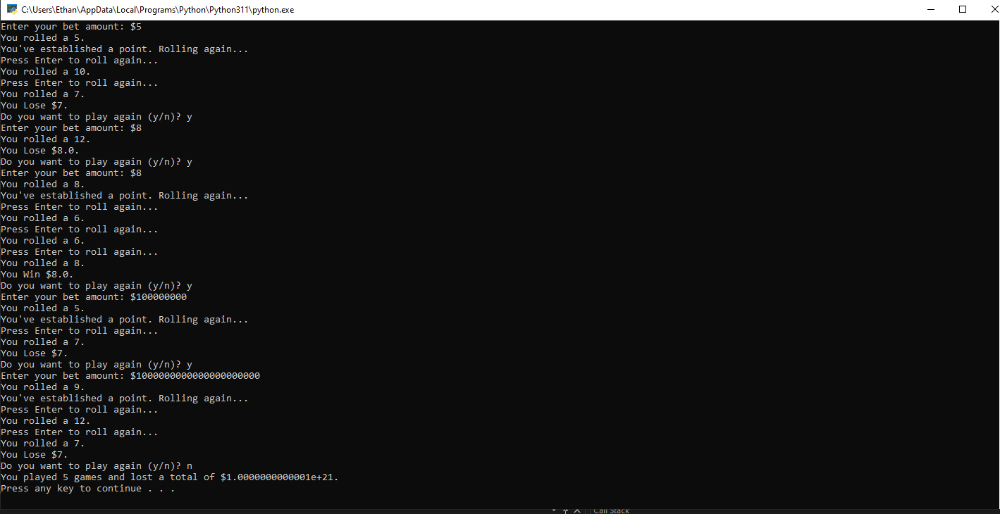 C:\Users\Ethan\AppData\Local\Programs\Python\Python311\python.exe
Enter your bet amount: $5
You rolled a 5.
You've established a point. Rolling again...
Press Enter to roll again...
You rolled a 10.
Press Enter to roll again...
You rolled a 7.
You Lose $7.
Do you want to play again (y/n)? y
Enter your bet amount: $8
You rolled a 12.
You Lose $8.0.
Do you want to play again (y/n)? y
Enter your bet amount: $8
You rolled a 8.
You've established a point. Rolling again...
Press Enter to roll again...
You rolled a 6.
Press Enter to roll again...
You rolled a 6.
Press Enter to roll again...
You rolled a 8.
You Win $8.0.
Do you want to play again (y/n)? y
Enter your bet amount: $100000000
You rolled a 5.
You've established a point. Rolling again...
Press Enter to roll again...
You rolled a 7.
You Lose $7.
Do you want to play again (y/n)? y
Enter your bet amount: $1000000000000000000000
You rolled a 9.
You've established a point. Rolling again...
Press Enter to roll again...
You rolled a 12.
Press Enter to roll again...
You rolled a 7.
You Lose $7.
Do you want to play again (y/n)? n
You played 5 games and lost a total of $1.0000000000001e+21.
Press any key to continue . . .
Call Stack